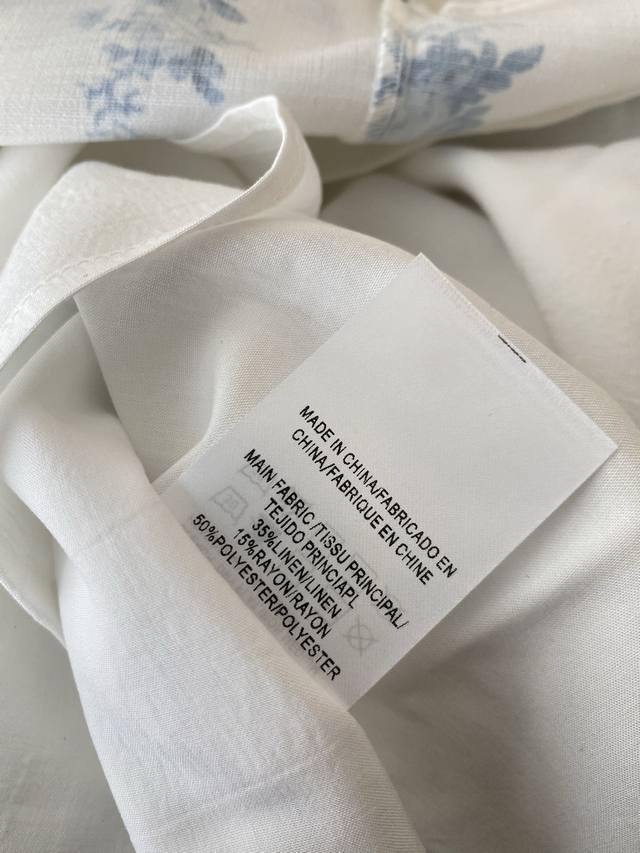 MADE IN CHINA/FABRICADO EN
CHINA/FABRIQUE EN CHINE
MAIN FABRIC /TISSU PRINCIPAL/
TEJIDO PRINCIAPL
35%LINEN/LINEN
15%RAYON/RAYON
50%POLYESTER/POLYESTER